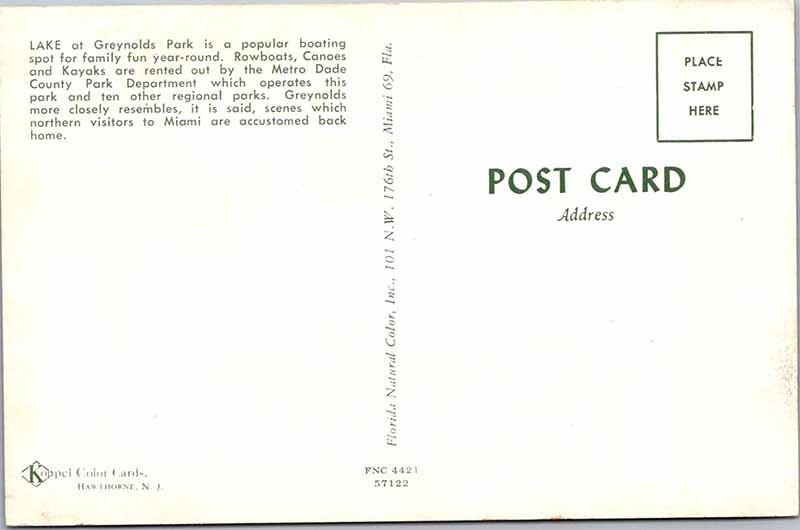 LAKE at Greynolds Park is a popular boating
spot for family fun year-round. Rowboats, Canoes
and Kayaks are rented out by the Metro Dade
County Park Department which operates this
park and ten other regional parks. Greynolds
more closely resembles, it is said, scenes which
northern visitors to Miami are accustomed back
home.
Koppel Color Cards,
HAWTHORNE, N. J.
Florida Natural Color, Inc., 101 N.W. 176th St., Miami 69, Fla.
FNC 4421
57122
PLACE
STAMP
HERE
POST CARD
Address